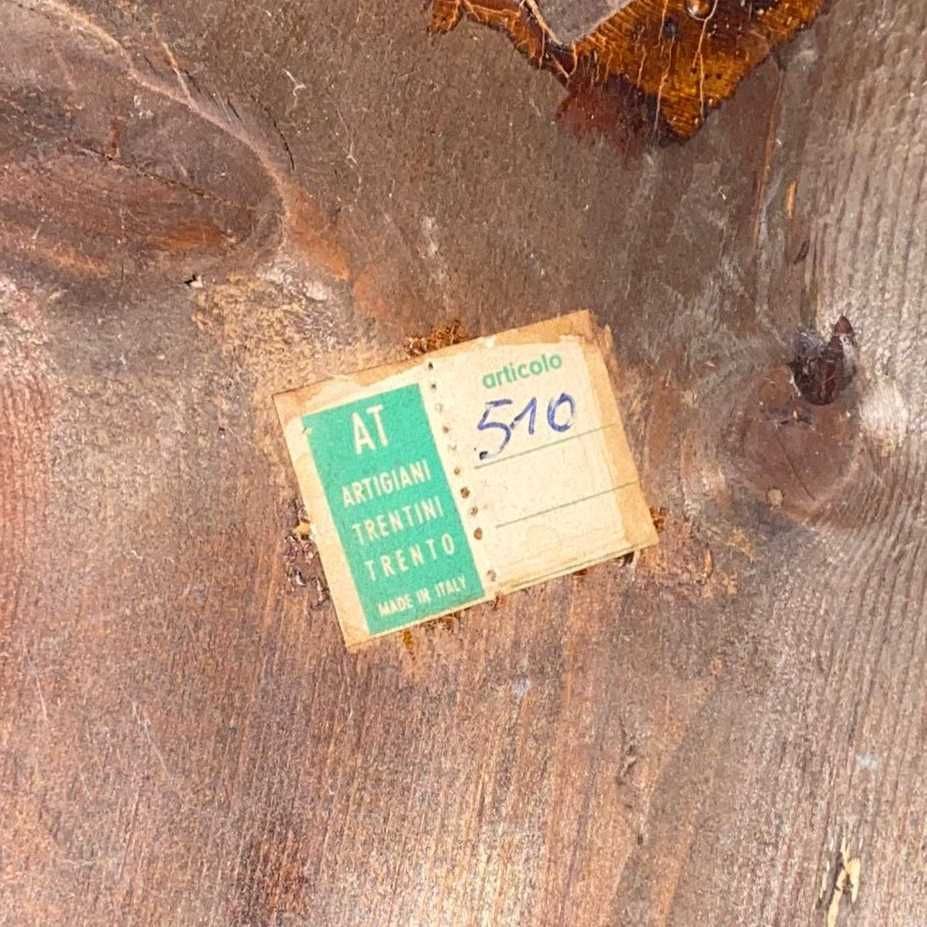 AT
ARTIGIANI
TRENTINI
TRENTO
MADE IN ITALY
articolo
510